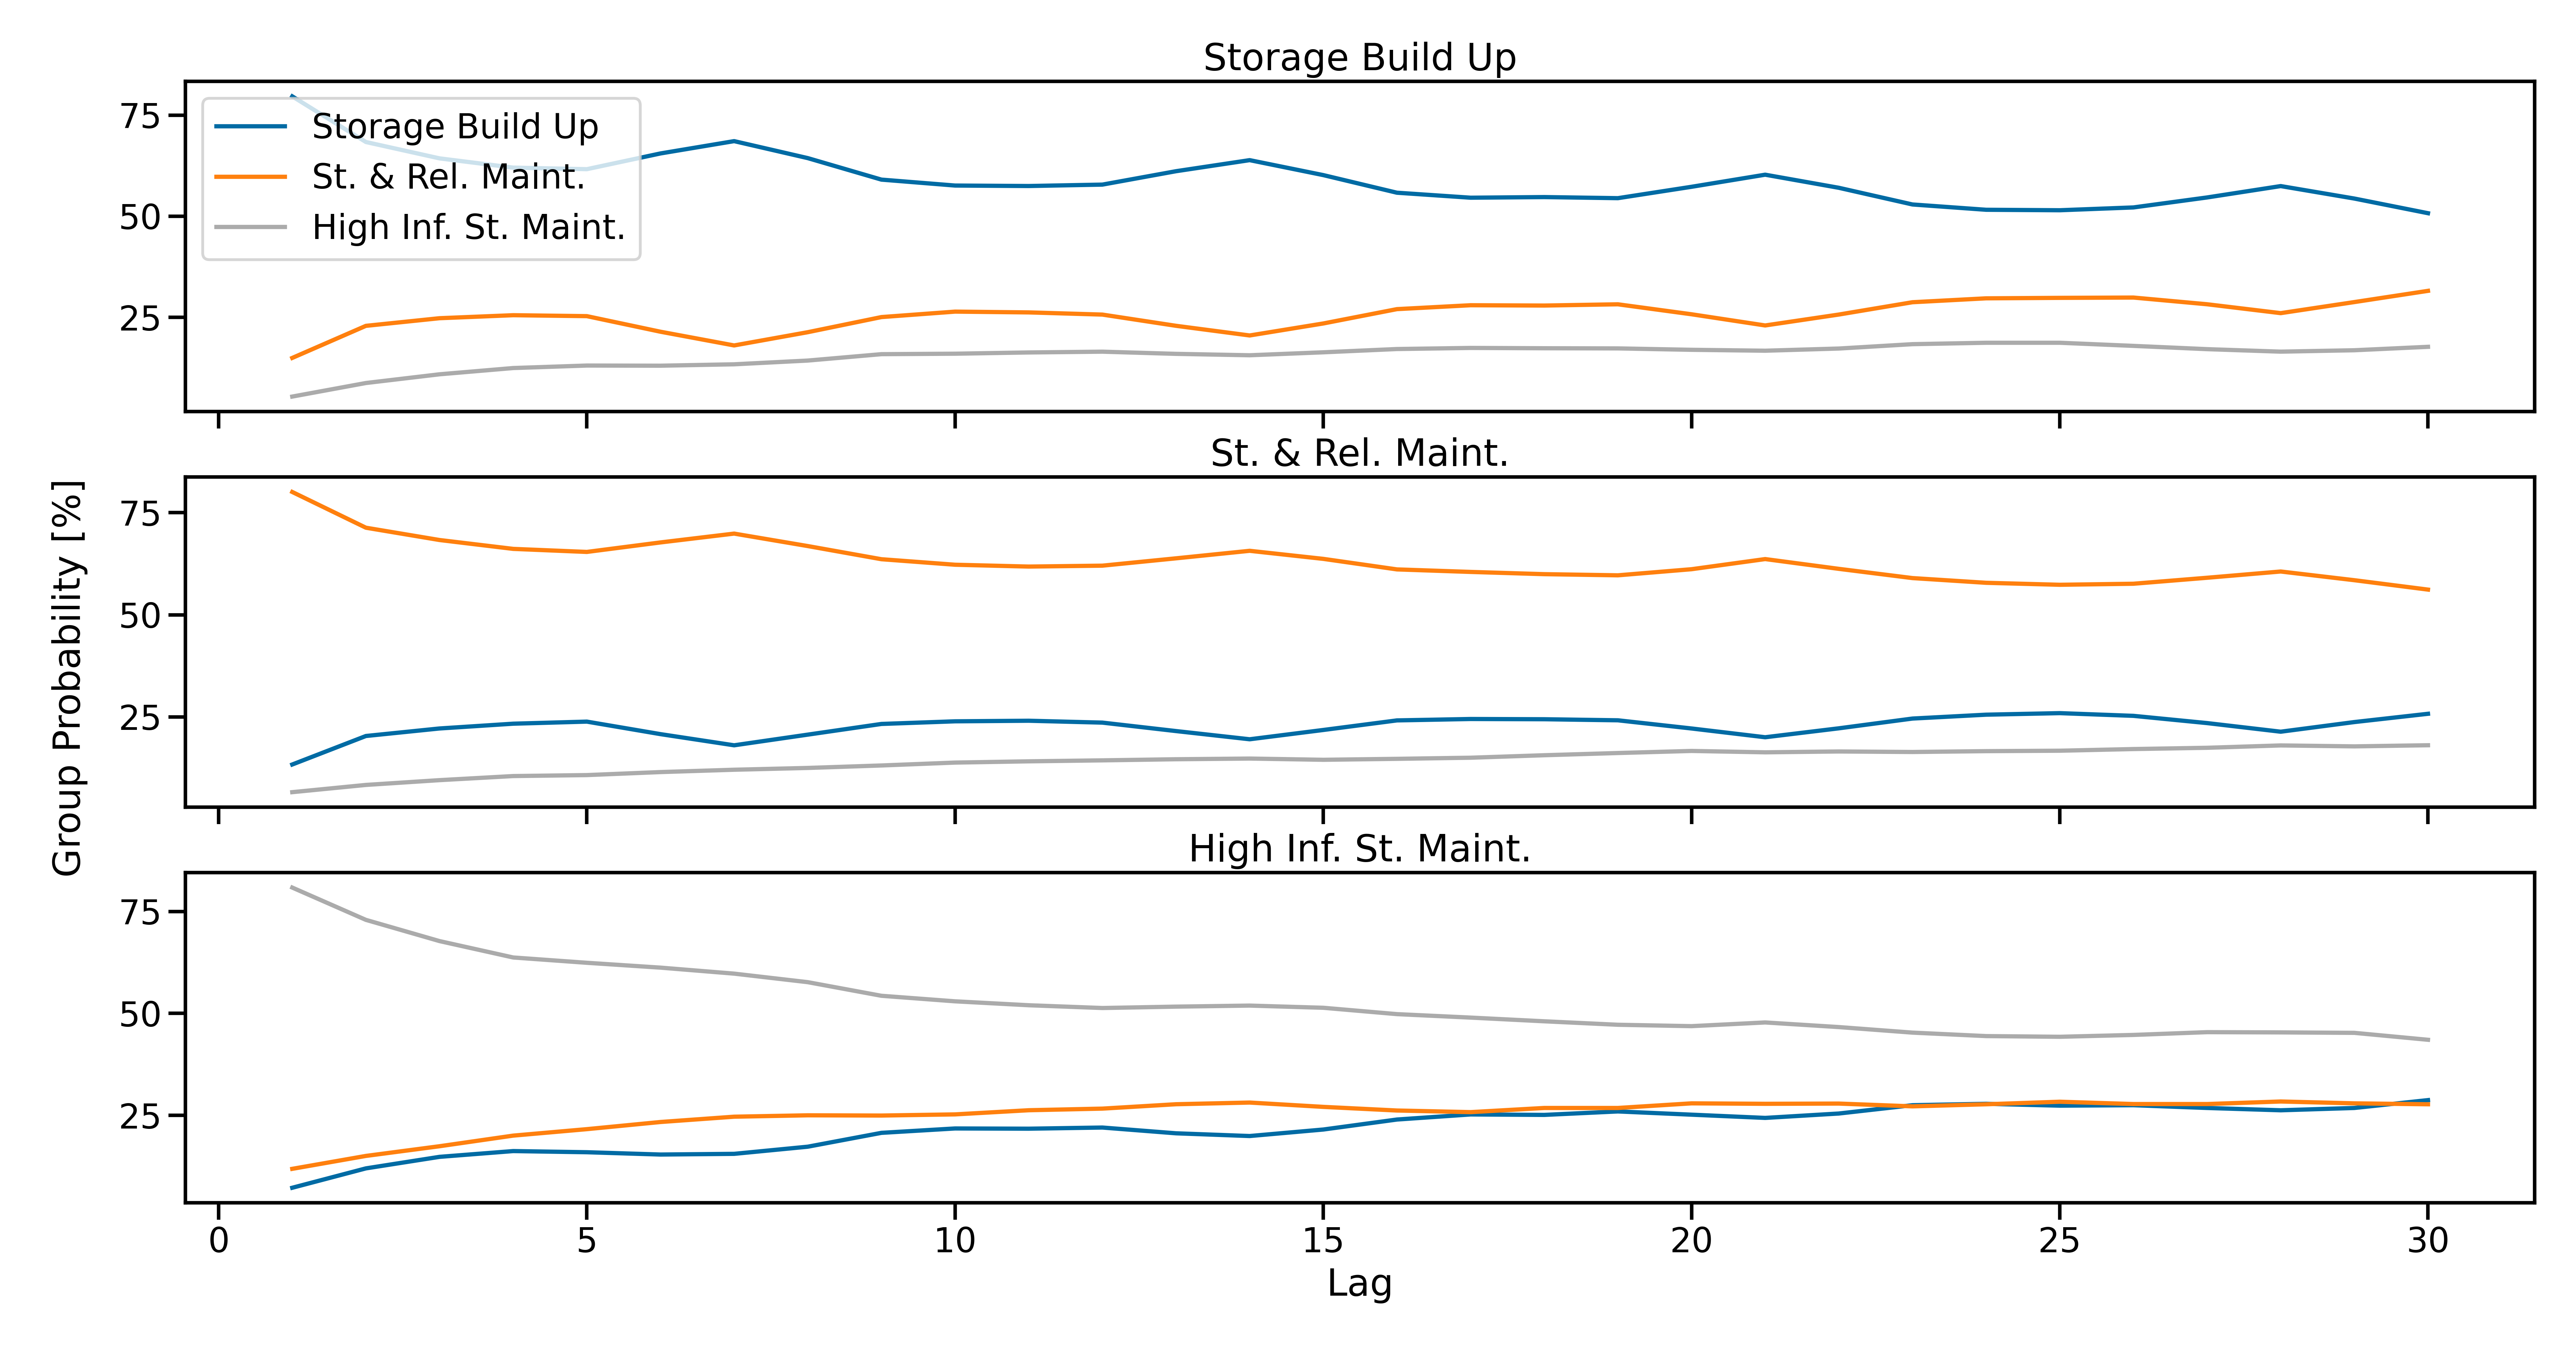 Storage Build Up
75
50
25
Storage Build Up
St. & Rel. Maint.
High Inf. St. Maint.
St. & Rel. Maint.
Group Probability [%]
75
50
25
High Inf. St. Maint.
75
50
25
0 5 10 15 20 25 30
Lag